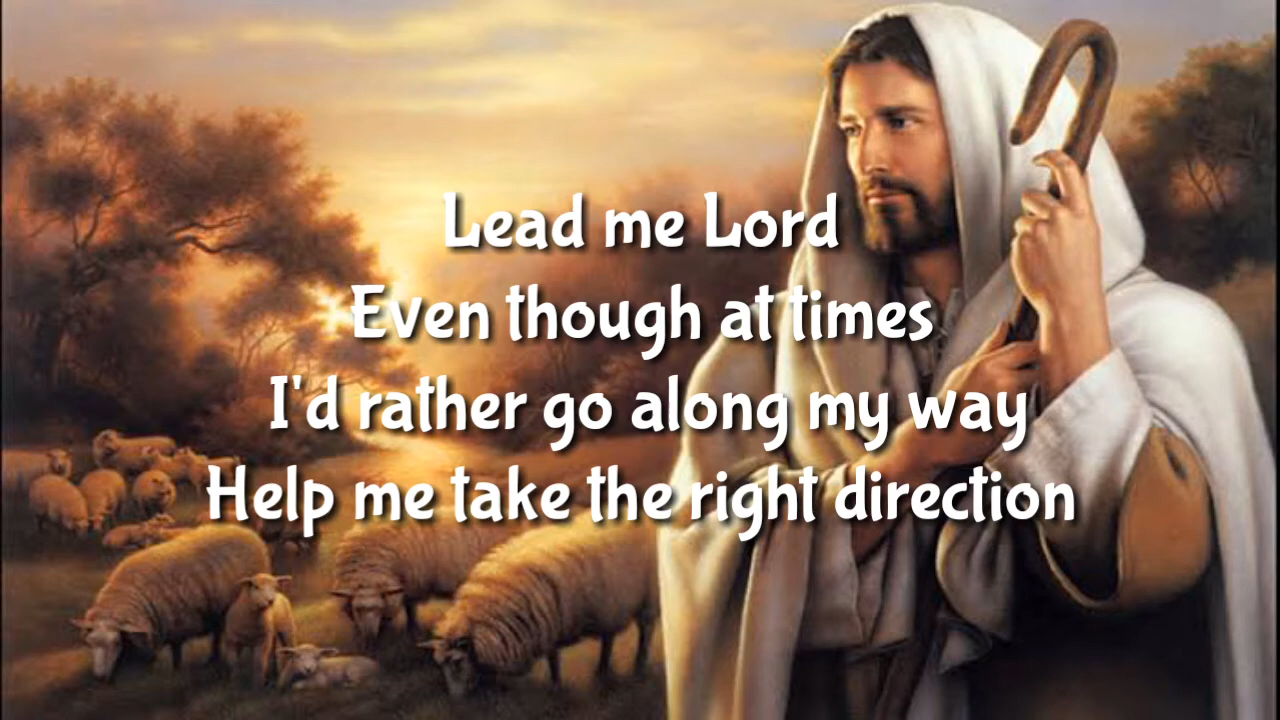 Lead me Lord
Even though at times
I'd rather go along my way
Help me take the right direction